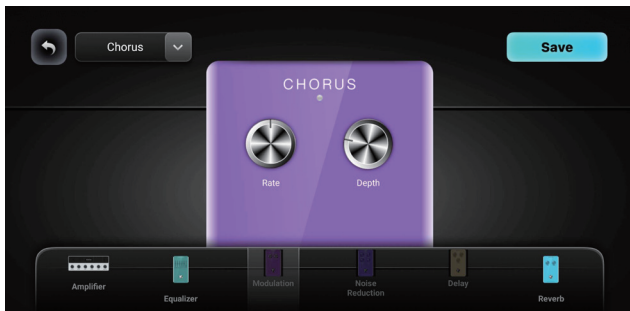 Chorus
Save
CHORUS
Rate
Depth
Amplifier
Equalizer
Modulation
Noise
Reduction
Delay
Reverb